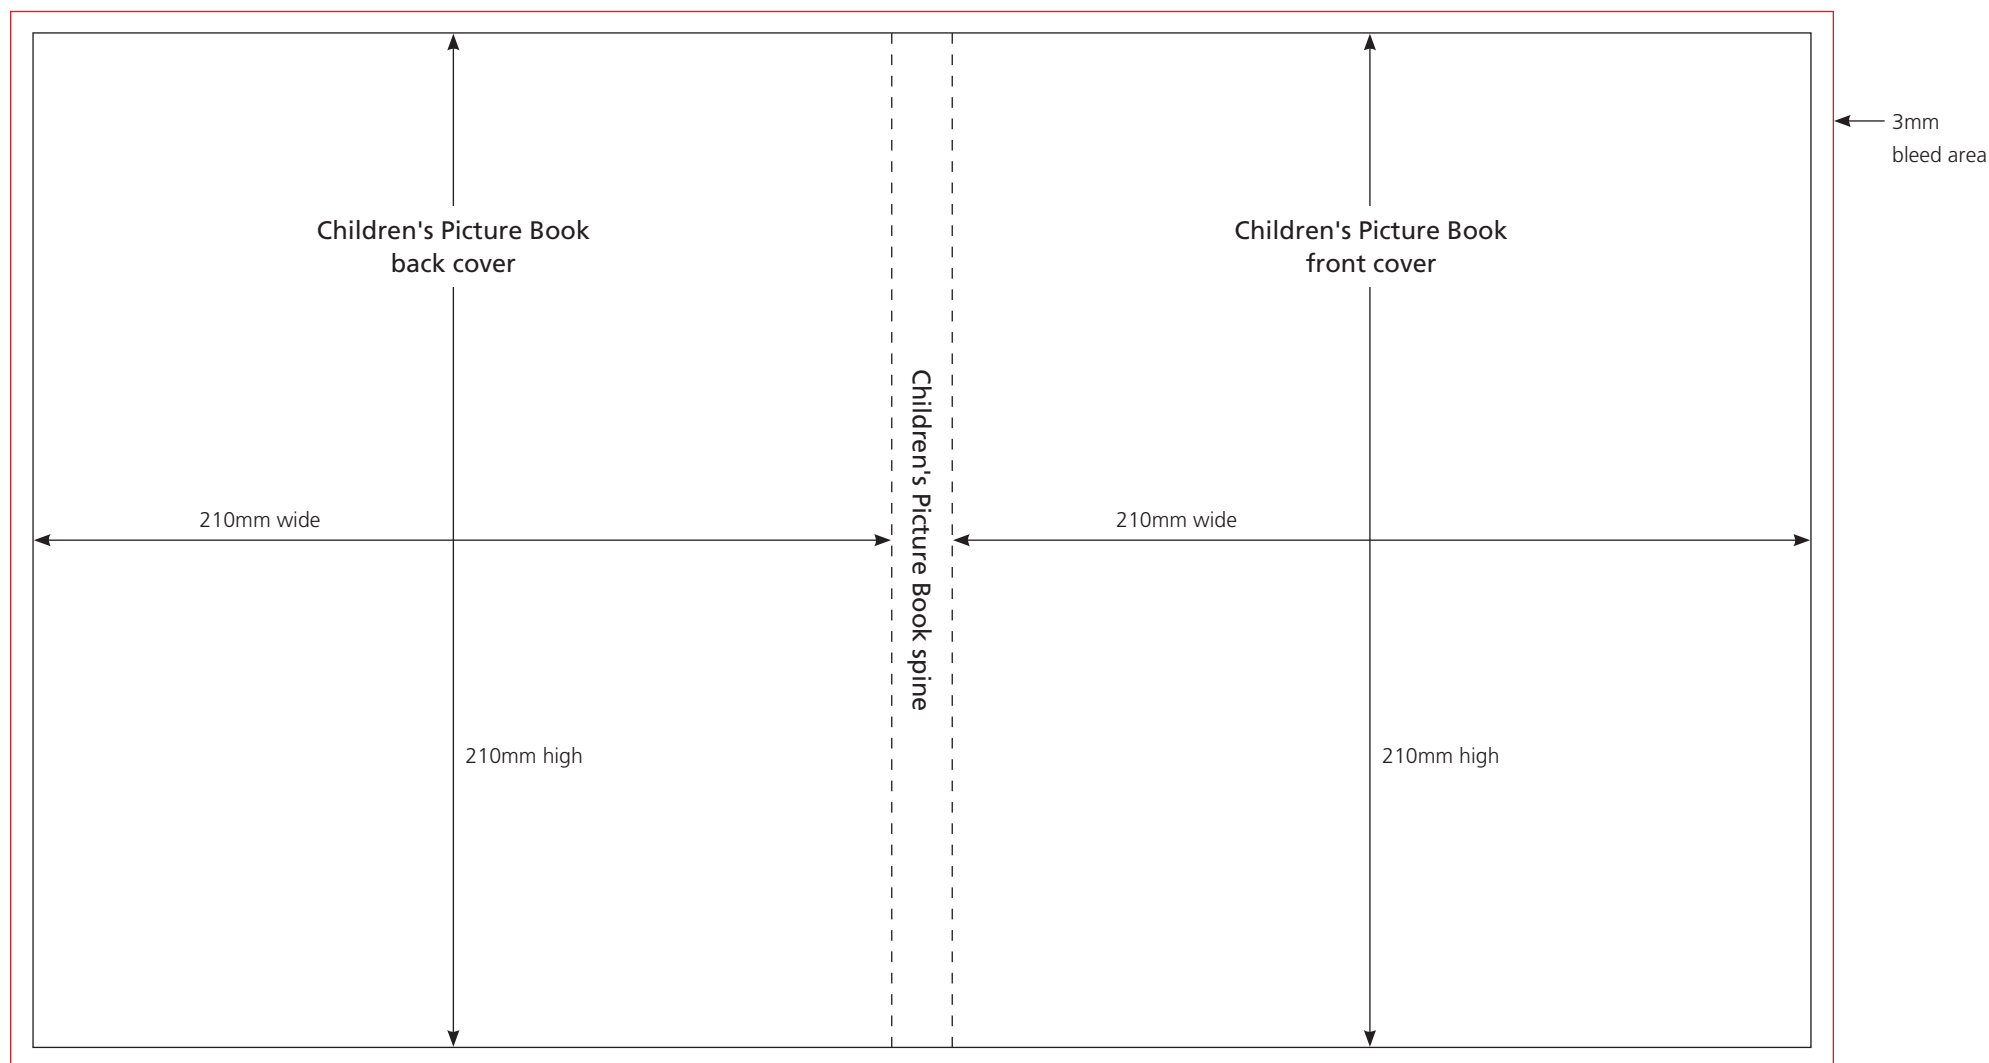 Children's Picture Book
back cover
210mm wide
210mm high
Children's Picture Book spine
Children's Picture Book
front cover
210mm wide
210mm high
3mm
bleed area